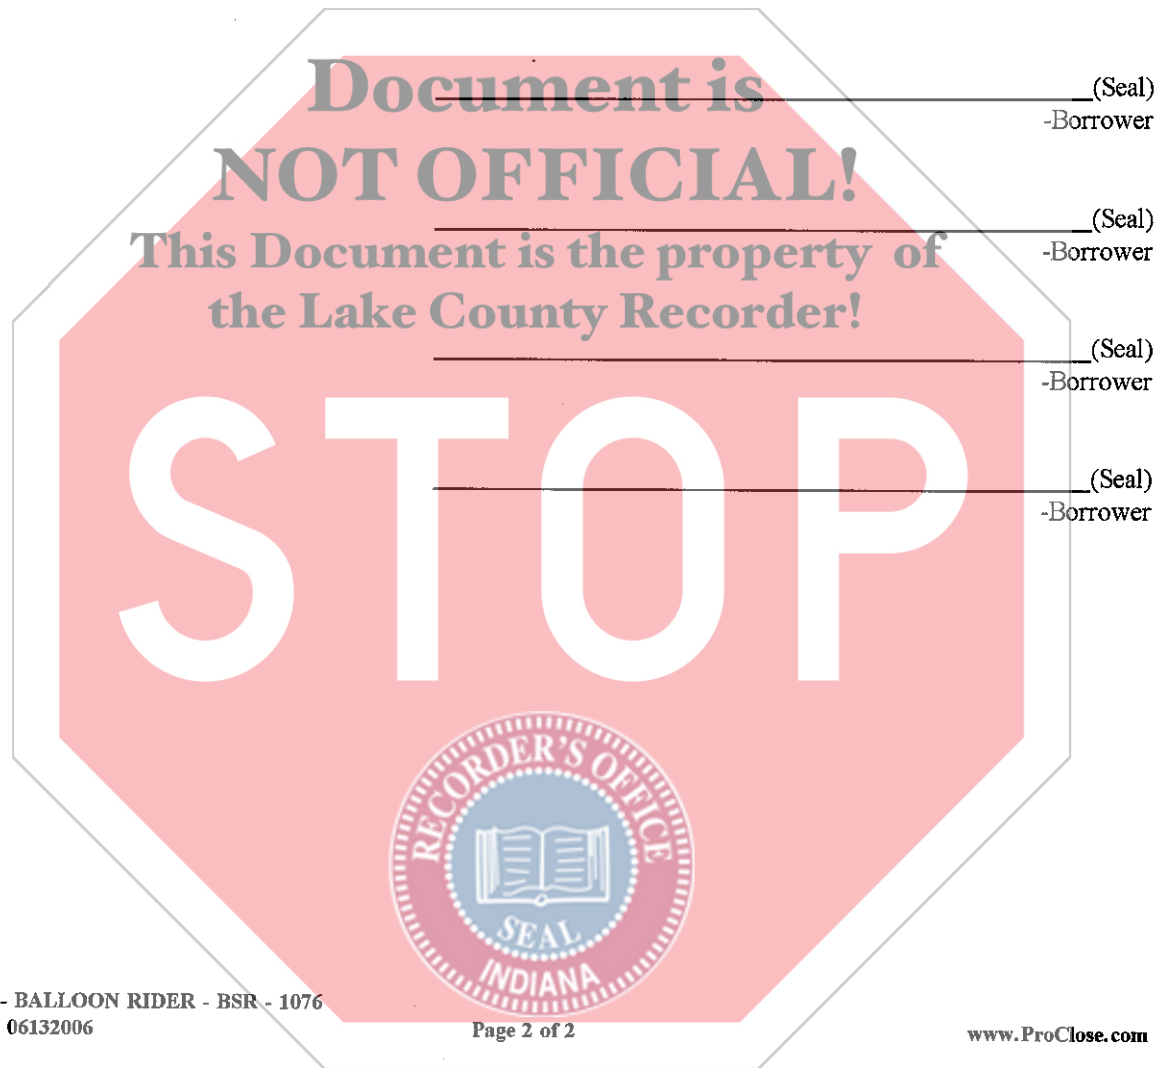 Document is
(Seal)
-Borrower
NOT OFFICIAL!
(Seal)
-Borrower
This Document is the property of
the Lake County Recorder!
(Seal)
-Borrower
STOP
(Seal)
-Borrower
RECORDER'S OFFICE
SEAL
INDIANA
- BALLOON RIDER - BSR - 1076
06132006
Page 2 of 2
www.ProClose.com